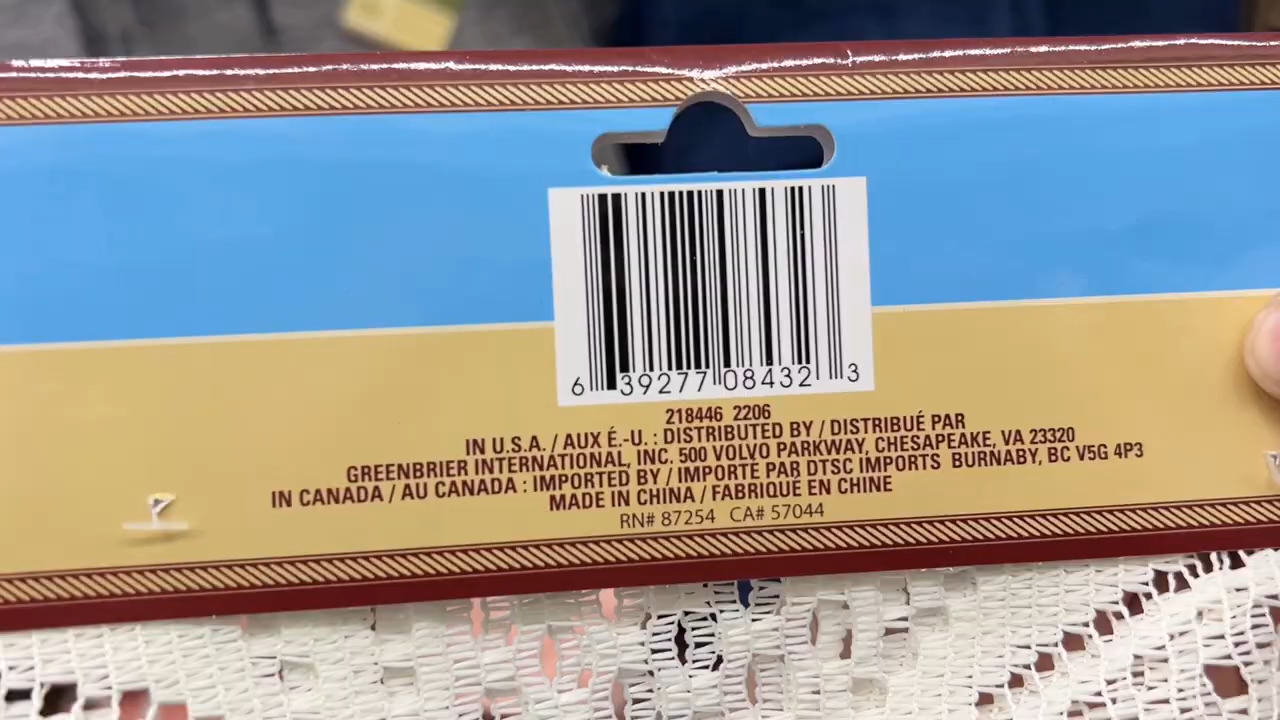 6 39277 08432 3
218446 2206
IN U.S.A. / AUX É.-U. : DISTRIBUTED BY / DISTRIBUÉ PAR
GREENBRIER INTERNATIONAL, INC. 500 VOLVO PARKWAY, CHESAPEAKE, VA 23320
IN CANADA / AU CANADA : IMPORTED BY / IMPORTÉ PAR DTSC IMPORTS BURNABY, BC V5G 4P3
MADE IN CHINA / FABRIQUÉ EN CHINE
RN# 87254 CA# 57044